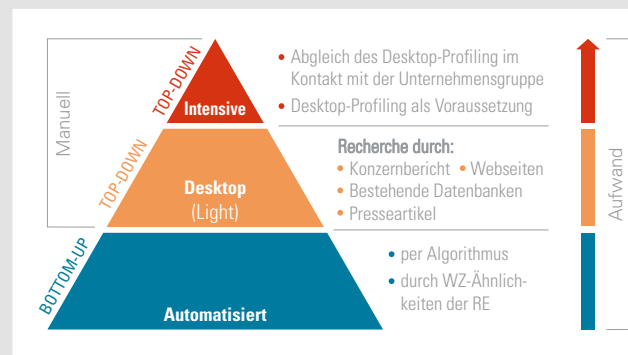 Manuell
TOP-DOWN
Intensive
• Abgleich des Desktop-Profiling im
Kontakt mit der Unternehmensgruppe
• Desktop-Profiling als Voraussetzung
TOP-DOWN
Desktop
(Light)
Recherche durch:
• Konzernbericht • Webseiten
• Bestehende Datenbanken
• Presseartikel
BOTTOM-UP
Automatisiert
• per Algorithmus
• durch WZ-Ähnlich-
keiten der RE
Aufwand